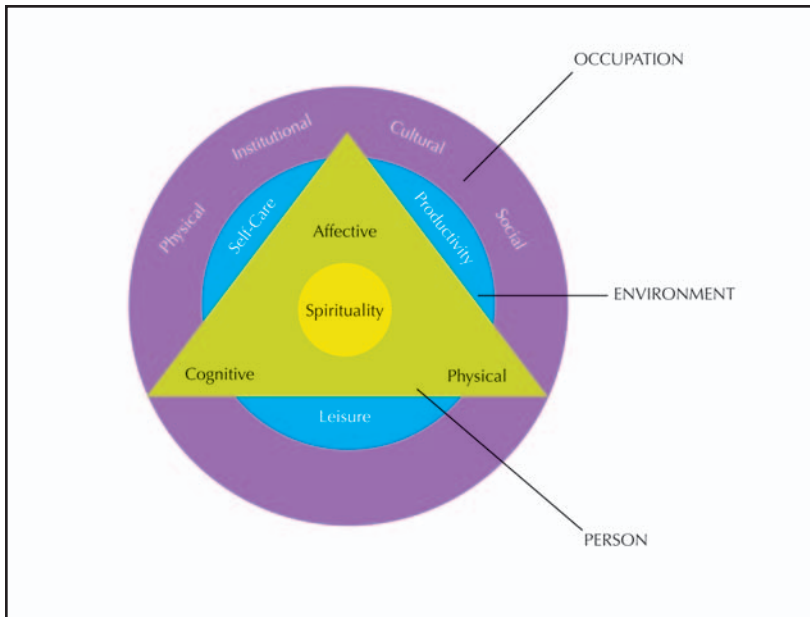 OCCUPATION
Institutional
Cultural
Physical
Social
Self-Care
Productivity
Affective
ENVIRONMENT
Spirituality
Cognitive
Physical
Leisure
PERSON